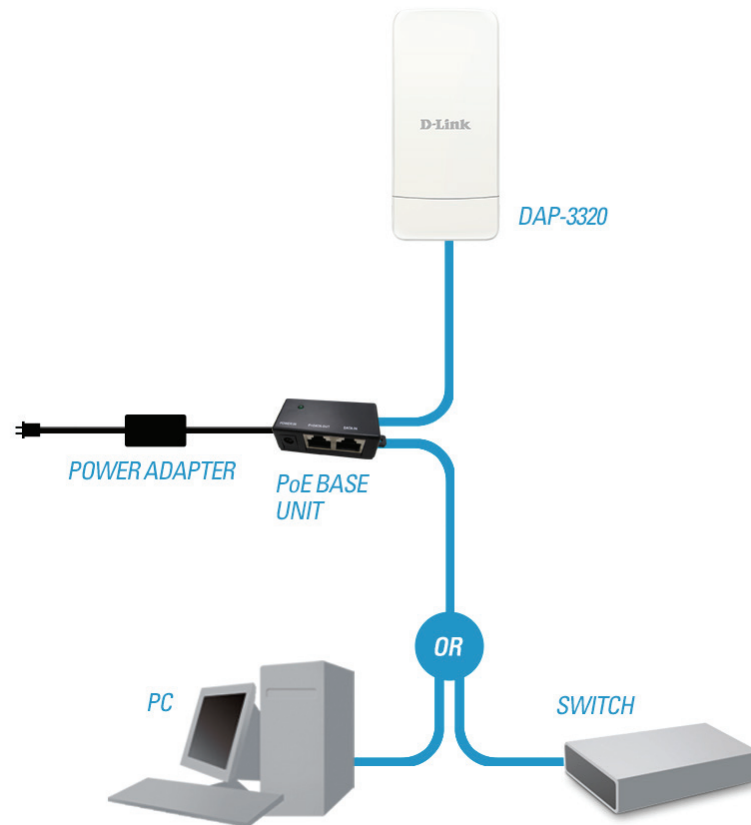 D-Link
DAP-3320
POWER ADAPTER
PoE BASE
UNIT
OR
PC
SWITCH